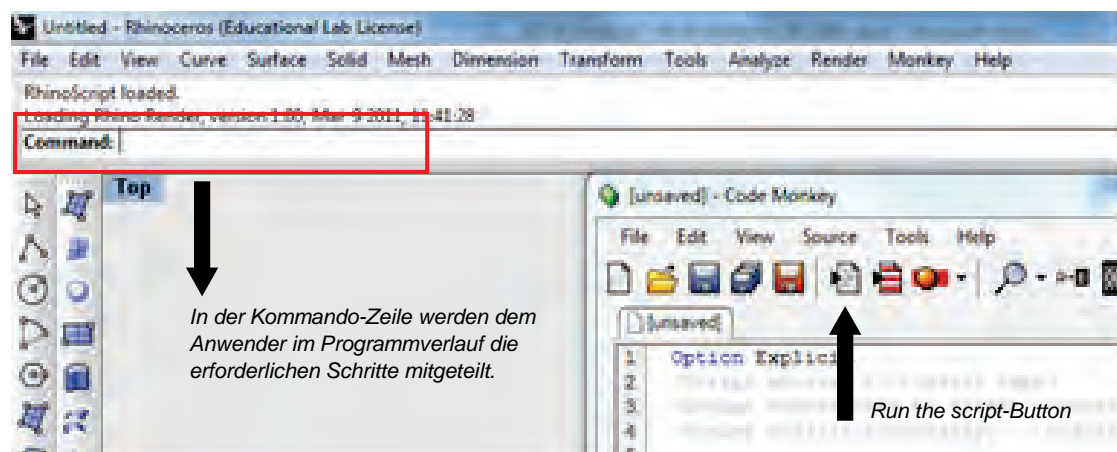 Untitled - Rhinoceros (Educational Lab License)
File Edit View Curve Surface Solid Mesh Dimension Transform Tools Analyze Render Monkey Help
RhinoScript loaded.
Loading Rhino Render, version 1.00, Mar 9 2011, 11:41:28
Command:
Top
[unsaved] - Code Monkey
File Edit View Source Tools Help
[unsaved]
In der Kommando-Zeile werden dem
Anwender im Programmverlauf die
erforderlichen Schritte mitgeteilt.
1 Option Explicit
2
3
4
Run the script-Button